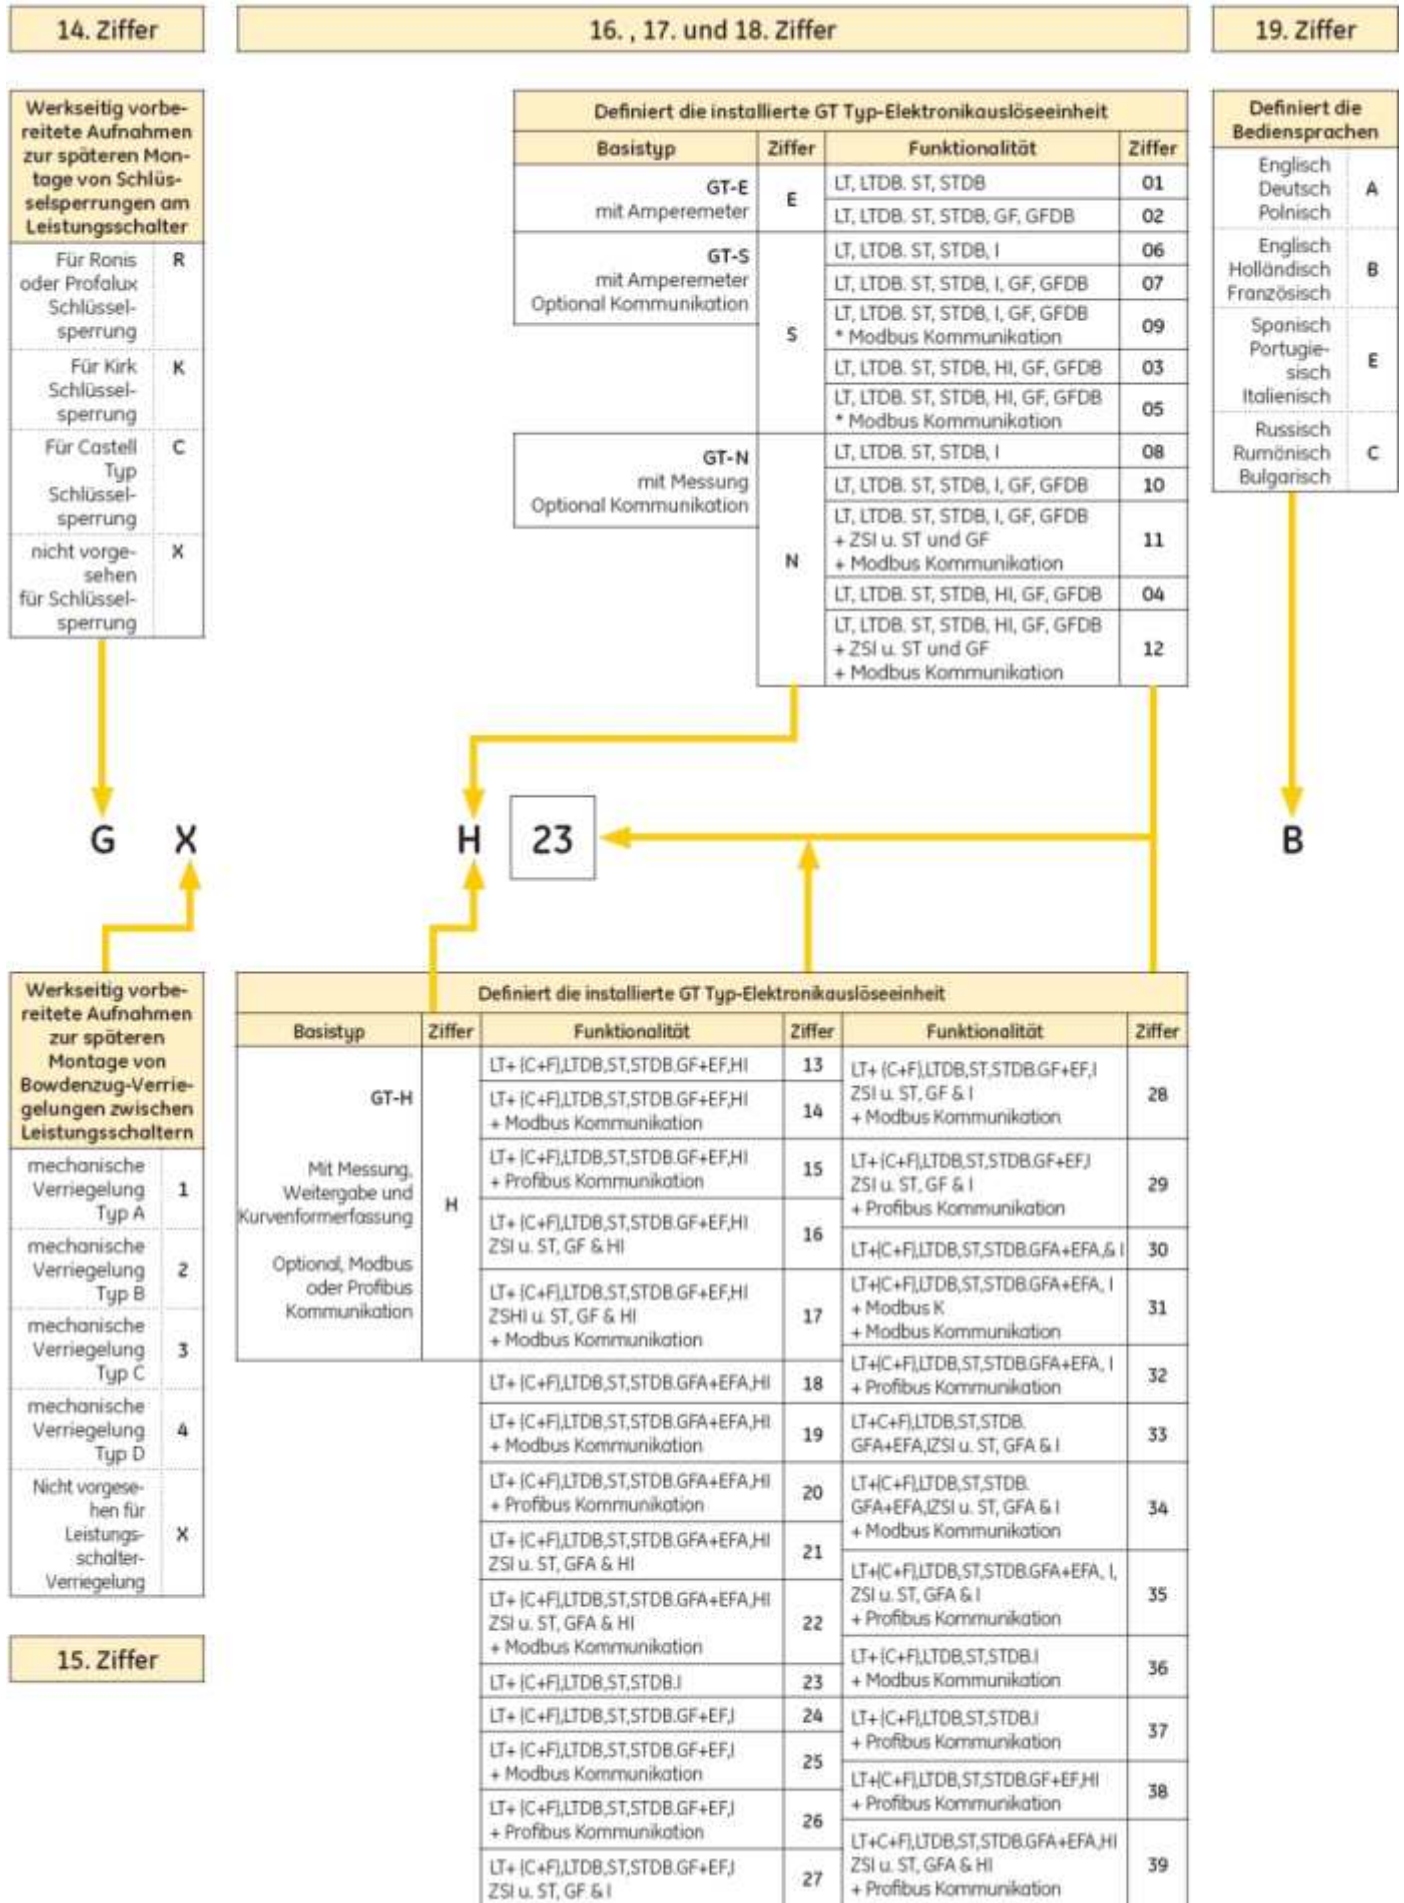 14. Ziffer
16. , 17. und 18. Ziffer
19. Ziffer
Werkseitig vorbe-
reitete Aufnahmen
zur späteren Mon-
tage von Schlüs-
selsperrungen am
Leistungsschalter
Für Ronis
oder Profalux
Schlüssel-
sperrung
R
Für Kirk
Schlüssel-
sperrung
K
Für Castell
Typ
Schlüssel-
sperrung
C
nicht vorge-
sehen
für Schlüssel-
sperrung
X
Definiert die installierte GT Typ-Elektronikauslöseeinheit
Basistyp
Ziffer
Funktionalität
Ziffer
GT-E
mit Amperemeter
E
LT, LTDB. ST, STDB
01
LT, LTDB. ST, STDB, GF, GFDB
02
GT-S
mit Amperemeter
Optional Kommunikation
S
LT, LTDB. ST, STDB, I
06
LT, LTDB. ST, STDB, I, GF, GFDB
07
LT, LTDB. ST, STDB, I, GF, GFDB
* Modbus Kommunikation
09
LT, LTDB. ST, STDB, HI, GF, GFDB
03
LT, LTDB. ST, STDB, HI, GF, GFDB
* Modbus Kommunikation
05
GT-N
mit Messung
Optional Kommunikation
N
LT, LTDB. ST, STDB, I
08
LT, LTDB. ST, STDB, I, GF, GFDB
10
LT, LTDB. ST, STDB, I, GF, GFDB
+ ZSI u. ST und GF
+ Modbus Kommunikation
11
LT, LTDB. ST, STDB, HI, GF, GFDB
04
LT, LTDB. ST, STDB, HI, GF, GFDB
+ ZSI u. ST und GF
+ Modbus Kommunikation
12
Definiert die
Bediensprachen
Englisch
Deutsch
Polnisch
A
Englisch
Holländisch
Französisch
B
Spanisch
Portugie-
sisch
Italienisch
E
Russisch
Rumänisch
Bulgarisch
C
G X H 23 B
Werkseitig vorbe-
reitete Aufnahmen
zur späteren
Montage von
Bowdenzug-Verrie-
gelungen zwischen
Leistungsschaltern
mechanische
Verriegelung
Typ A
1
mechanische
Verriegelung
Typ B
2
mechanische
Verriegelung
Typ C
3
mechanische
Verriegelung
Typ D
4
Nicht vorgese-
hen für
Leistungs-
schalter-
Verriegelung
X
15. Ziffer
Definiert die installierte GT Typ-Elektronikauslöseeinheit
Basistyp
Ziffer
Funktionalität
Ziffer
Funktionalität
Ziffer
GT-H
Mit Messung,
Weitergabe und
Kurvenformerfassung
Optional, Modbus
oder Profibus
Kommunikation
H
LT+ (C+F),LTDB,ST,STDB.GF+EF,HI
13
LT+ (C+F),LTDB,ST,STDB.GF+EF,HI
+ Modbus Kommunikation
14
LT+ (C+F),LTDB,ST,STDB.GF+EF,HI
+ Profibus Kommunikation
15
LT+ (C+F),LTDB,ST,STDB.GF+EF,HI
ZSI u. ST, GF & HI
16
LT+ (C+F),LTDB,ST,STDB.GF+EF,HI
ZSHI u. ST, GF & HI
+ Modbus Kommunikation
17
LT+ (C+F),LTDB,ST,STDB.GFA+EFA,HI
18
LT+ (C+F),LTDB,ST,STDB.GFA+EFA,HI
+ Modbus Kommunikation
19
LT+ (C+F),LTDB,ST,STDB.GFA+EFA,HI
+ Profibus Kommunikation
20
LT+ (C+F),LTDB,ST,STDB.GFA+EFA,HI
ZSI u. ST, GFA & HI
21
LT+ (C+F),LTDB,ST,STDB.GFA+EFA,HI
ZSI u. ST, GFA & HI
+ Modbus Kommunikation
22
LT+ (C+F),LTDB,ST,STDB.I
23
LT+ (C+F),LTDB,ST,STDB.GF+EF,I
24
LT+ (C+F),LTDB,ST,STDB.GF+EF,I
+ Modbus Kommunikation
25
LT+ (C+F),LTDB,ST,STDB.GF+EF,I
+ Profibus Kommunikation
26
LT+ (C+F),LTDB,ST,STDB.GF+EF,I
ZSI u. ST, GF & I
27
LT+ (C+F),LTDB,ST,STDB.GF+EF,I
ZSI u. ST, GF & I
+ Modbus Kommunikation
28
LT+ (C+F),LTDB,ST,STDB.GF+EF,I
ZSI u. ST, GF & I
+ Profibus Kommunikation
29
LT+(C+F),LTDB,ST,STDB.GFA+EFA,& I
30
LT+(C+F),LTDB,ST,STDB.GFA+EFA, I
+ Modbus K
+ Modbus Kommunikation
31
LT+(C+F),LTDB,ST,STDB.GFA+EFA, I
+ Profibus Kommunikation
32
LT+C+F),LTDB,ST,STDB.
GFA+EFA,IZSI u. ST, GFA & I
33
LT+(C+F),LTDB,ST,STDB.
GFA+EFA,IZSI u. ST, GFA & I
+ Modbus Kommunikation
34
LT+(C+F),LTDB,ST,STDB.GFA+EFA, I,
ZSI u. ST, GFA & I
+ Profibus Kommunikation
35
LT+ (C+F),LTDB,ST,STDB.I
+ Modbus Kommunikation
36
LT+ (C+F),LTDB,ST,STDB.I
+ Profibus Kommunikation
37
LT+(C+F),LTDB,ST,STDB.GF+EF,HI
+ Profibus Kommunikation
38
LT+C+F),LTDB,ST,STDB.GFA+EFA,HI
ZSI u. ST, GFA & HI
+ Profibus Kommunikation
39